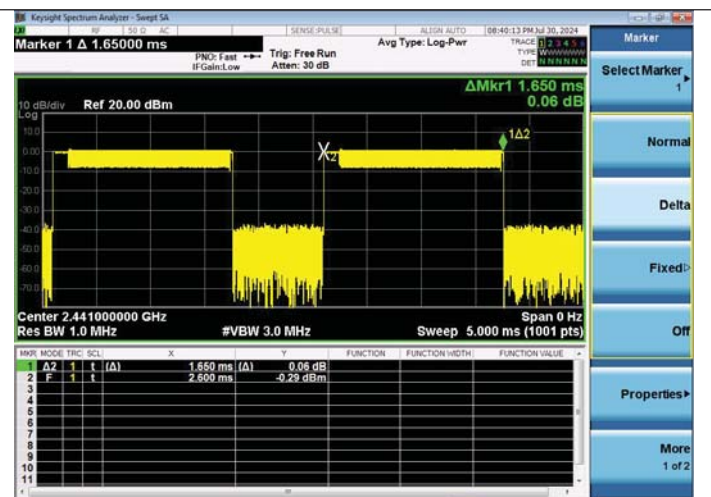 Keysight Spectrum Analyzer - Swept SA
RF 50 Ω AC SENSE:PULSE ALIGN AUTO 08:40:13 PM Jul 30, 2024
Marker 1 Δ 1.65000 ms
PNO: Fast
IFGain:Low
Trig: Free Run
Atten: 30 dB
Avg Type: Log-Pwr
TRACE 1 2 3 4 5 6
TYPE W
DET N N N N N N
ΔMkr1 1.650 ms
0.06 dB
10 dB/div Ref 20.00 dBm
Log
10.0
0.00
-10.0
-20.0
-30.0
-40.0
-50.0
-60.0
-70.0
X2
1Δ2
Center 2.441000000 GHz
Span 0 Hz
Res BW 1.0 MHz
#VBW 3.0 MHz
Sweep 5.000 ms (1001 pts)
MKR MODE TRC SCL X Y FUNCTION FUNCTION WIDTH FUNCTION VALUE
1 Δ2 1 t (Δ) 1.650 ms (Δ) 0.06 dB
2 F 1 t 2.600 ms -0.29 dBm
3
4
5
6
7
8
9
10
11
Marker
Select Marker
1
Normal
Delta
Fixed
Off
Properties
More
1 of 2